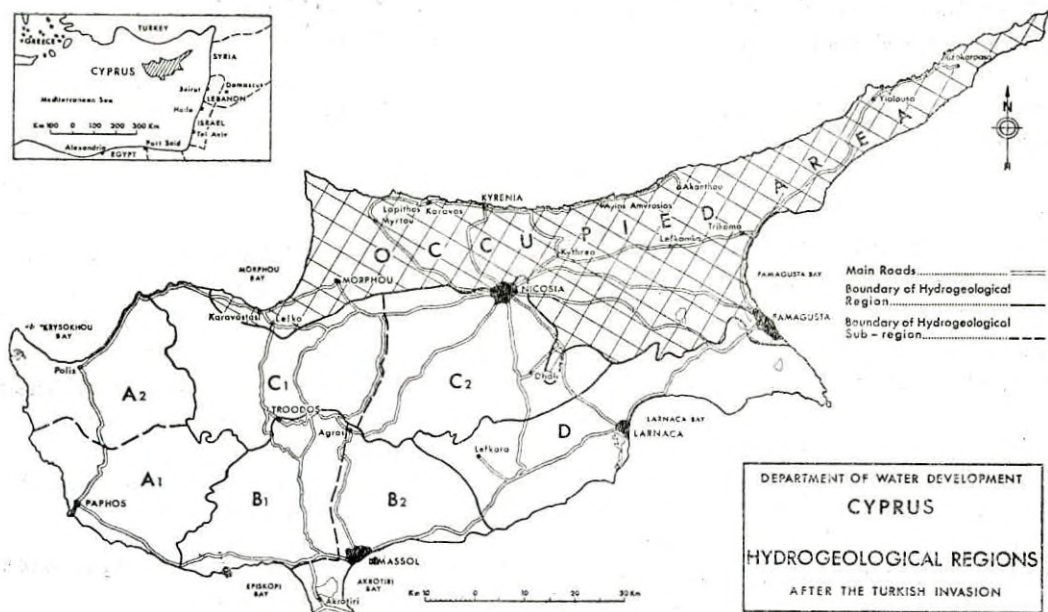 TURKEY
GREECE
SYRIA
CYPRUS
Beirut
Damascus
LEBANON
Mediterranean Sea
Haifa
ISRAEL
Tel Aviv
Km 100 0 100 200 300 Km
Alexandria
Port Said
EGYPT
N
Yialousa
OCCUPIED AREA
Akanthou
KYRENIA
Lapithos
Karavas
Ayios Amvrosios
Myrtou
Trikomo
Lefkoniko
Kythrea
MORPHOU BAY
MORPHOU
NICOSIA
FAMAGUSTA BAY
FAMAGUSTA
Karavostasi
Lefka
KRYSOKHOU BAY
Polis
Main Roads
Boundary of Hydrogeological
Region
Boundary of Hydrogeological
Sub - region
A2
C1
C2
Dhali
TROODOS
Agros
D
LARNACA BAY
LARNACA
Lefkara
A1
B1
B2
PAPHOS
EPISKOPI BAY
AKROTIRI BAY
Akrotiri
Km 10 0 10 20 30 Km
DEPARTMENT OF WATER DEVELOPMENT
CYPRUS
HYDROGEOLOGICAL REGIONS
AFTER THE TURKISH INVASION